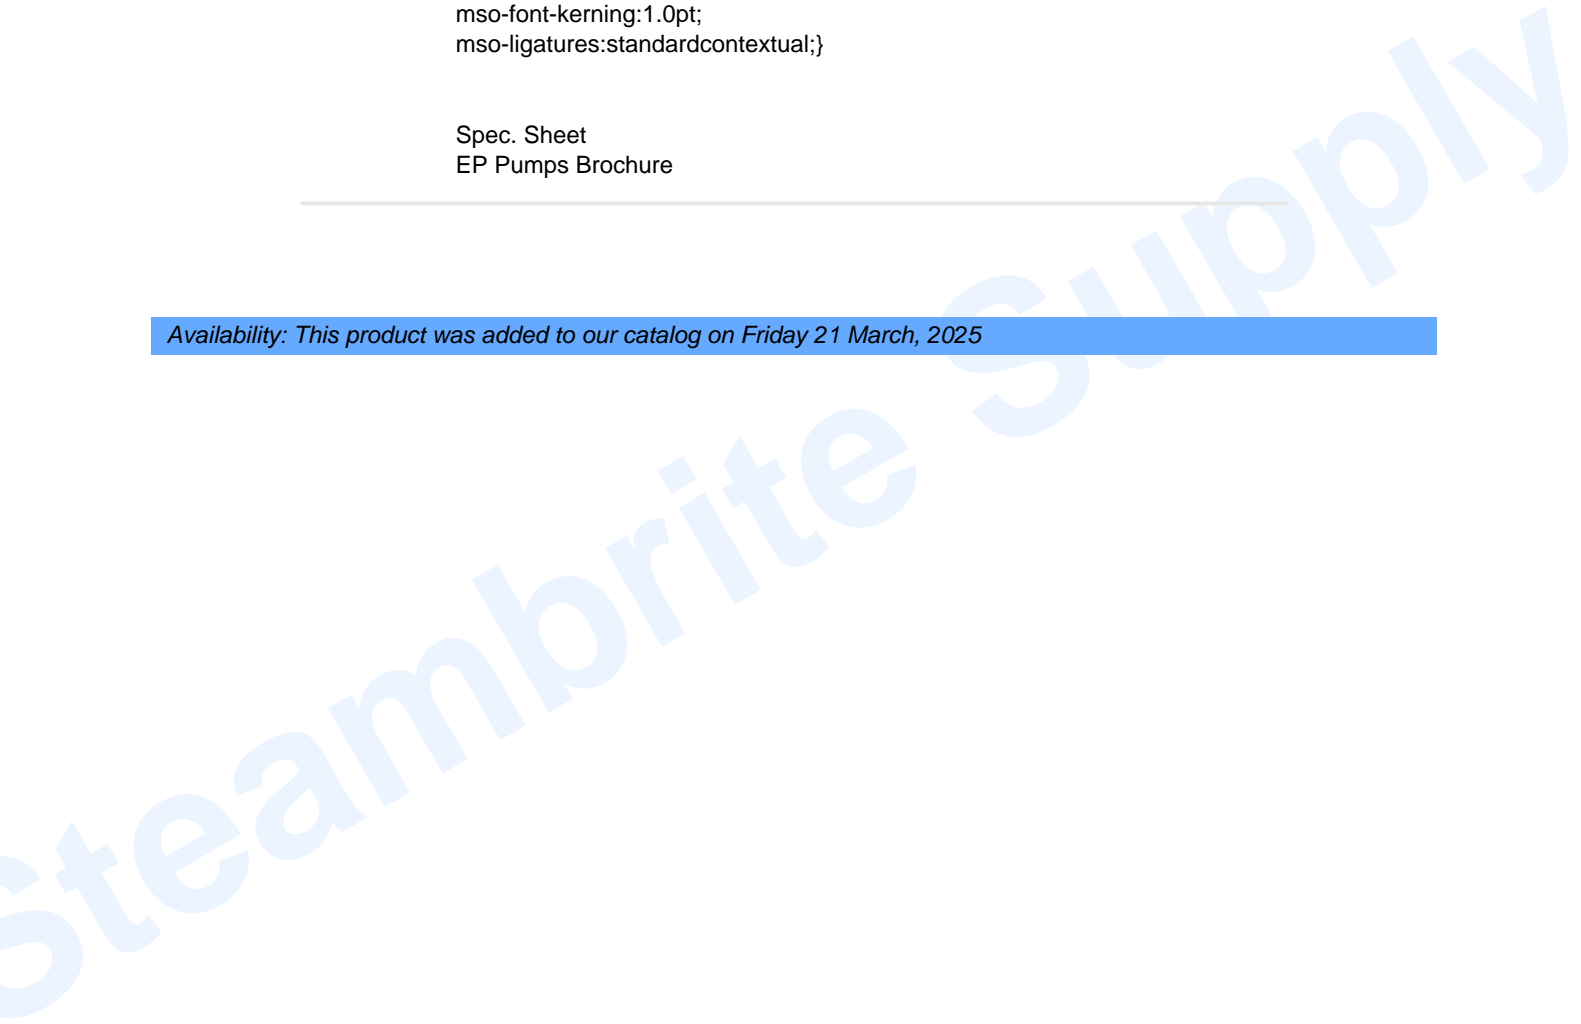 mso-font-kerning:1.0pt;
mso-ligatures:standardcontextual;}
Spec. Sheet
EP Pumps Brochure
Availability: This product was added to our catalog on Friday 21 March, 2025
Steambrite Supply